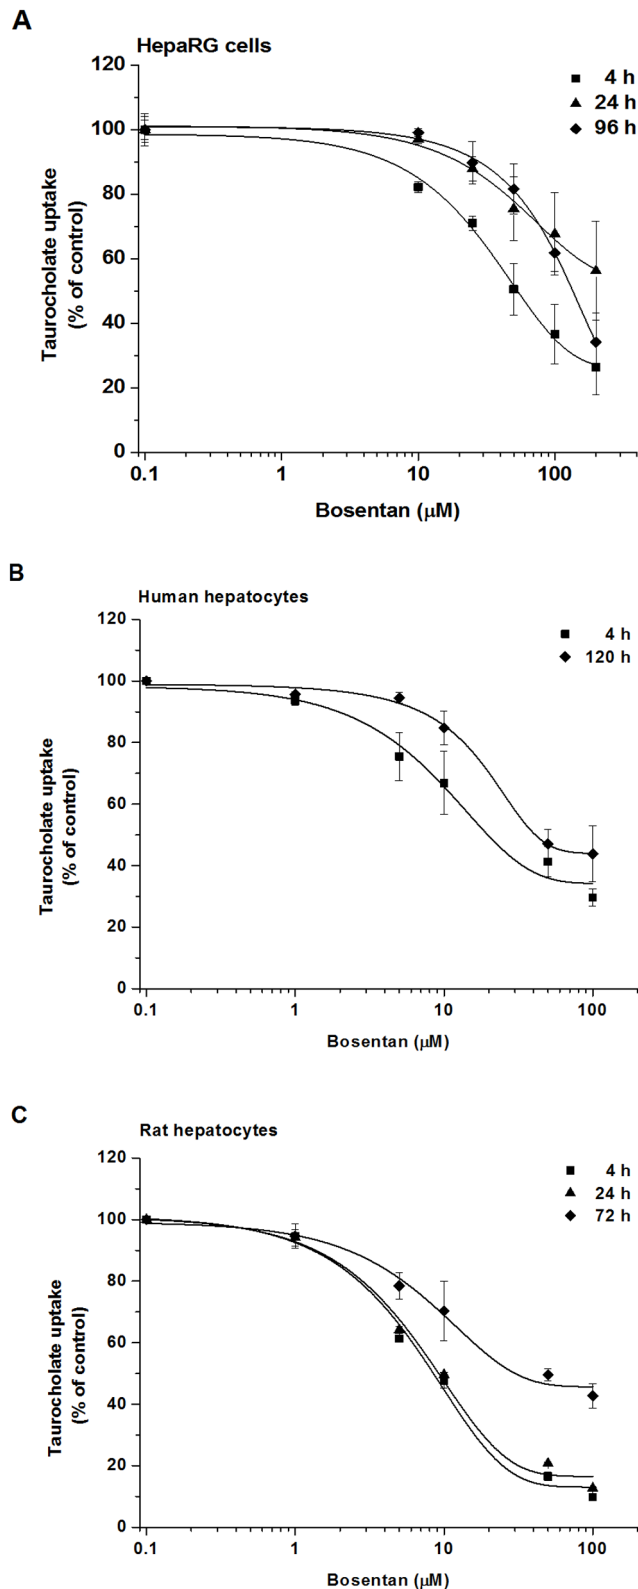 A
HepaRG cells
120
100
80
60
40
20
0
Taurocholate uptake
(% of control)
4 h
24 h
96 h
0.1
1
10
100
Bosentan (μM)
B
Human hepatocytes
120
100
80
60
40
20
0
Taurocholate uptake
(% of control)
4 h
120 h
0.1
1
10
100
Bosentan (μM)
C
Rat hepatocytes
120
100
80
60
40
20
0
Taurocholate uptake
(% of control)
4 h
24 h
72 h
0.1
1
10
100
Bosentan (μM)